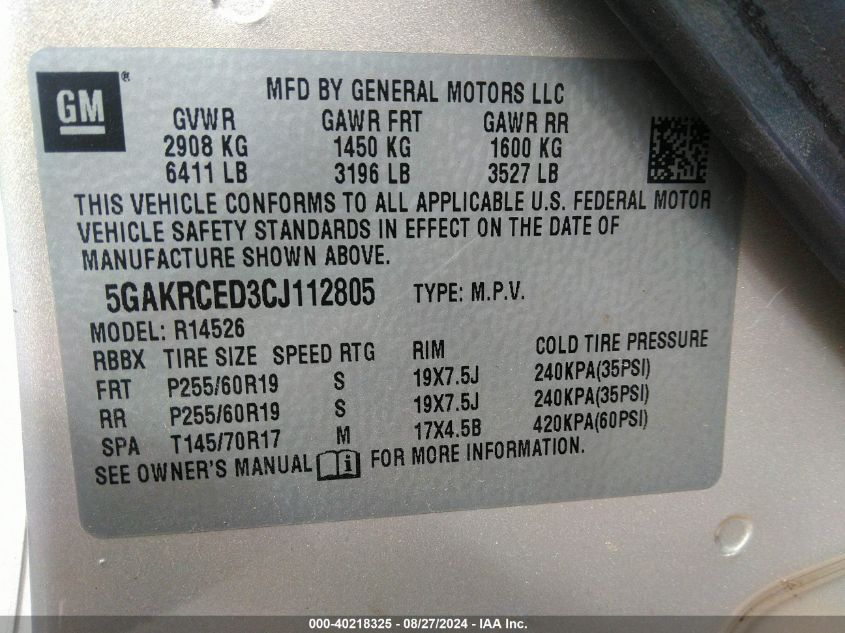 GM®
MFD BY GENERAL MOTORS LLC
GVWR GAWR FRT GAWR RR
2908 KG 1450 KG 1600 KG
6411 LB 3196 LB 3527 LB
THIS VEHICLE CONFORMS TO ALL APPLICABLE U.S. FEDERAL MOTOR
VEHICLE SAFETY STANDARDS IN EFFECT ON THE DATE OF
MANUFACTURE SHOWN ABOVE.
5GAKRCED3CJ112805 TYPE: M.P.V.
MODEL: R14526
RBBX TIRE SIZE SPEED RTG RIM COLD TIRE PRESSURE
FRT P255/60R19 S 19X7.5J 240KPA(35PSI)
RR P255/60R19 S 19X7.5J 240KPA(35PSI)
SPA T145/70R17 M 17X4.5B 420KPA(60PSI)
SEE OWNER'S MANUAL i FOR MORE INFORMATION.
000-40218325 - 08/27/2024 - IAA Inc.